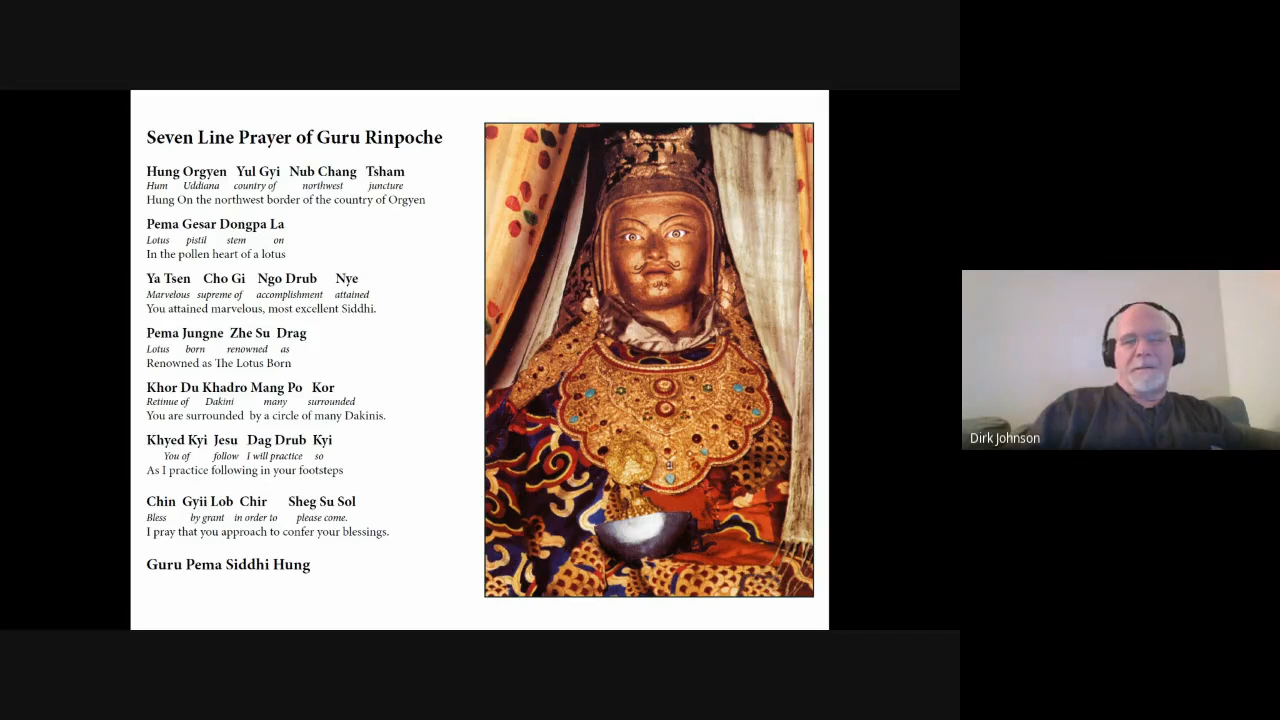 Seven Line Prayer of Guru Rinpoche
Hung Orgyen Yul Gyi Nub Chang Tsham
Hum Uddiana country of northwest juncture
Hung On the northwest border of the country of Orgyen
Pema Gesar Dongpa La
Lotus pistil stem on
In the pollen heart of a lotus
Ya Tsen Cho Gi Ngo Drub Nye
Marvelous supreme of accomplishment attained
You attained marvelous, most excellent Siddhi.
Pema Jungne Zhe Su Drag
Lotus born renowned as
Renowned as The Lotus Born
Khor Du Khadro Mang Po Kor
Retinue of Dakini many surrounded
You are surrounded by a circle of many Dakinis.
Khyed Kyi Jesu Dag Drub Kyi
You of follow I will practice so
As I practice following in your footsteps
Chin Gyii Lob Chir Sheg Su Sol
Bless by grant in order to please come.
I pray that you approach to confer your blessings.
Guru Pema Siddhi Hung
Dirk Johnson